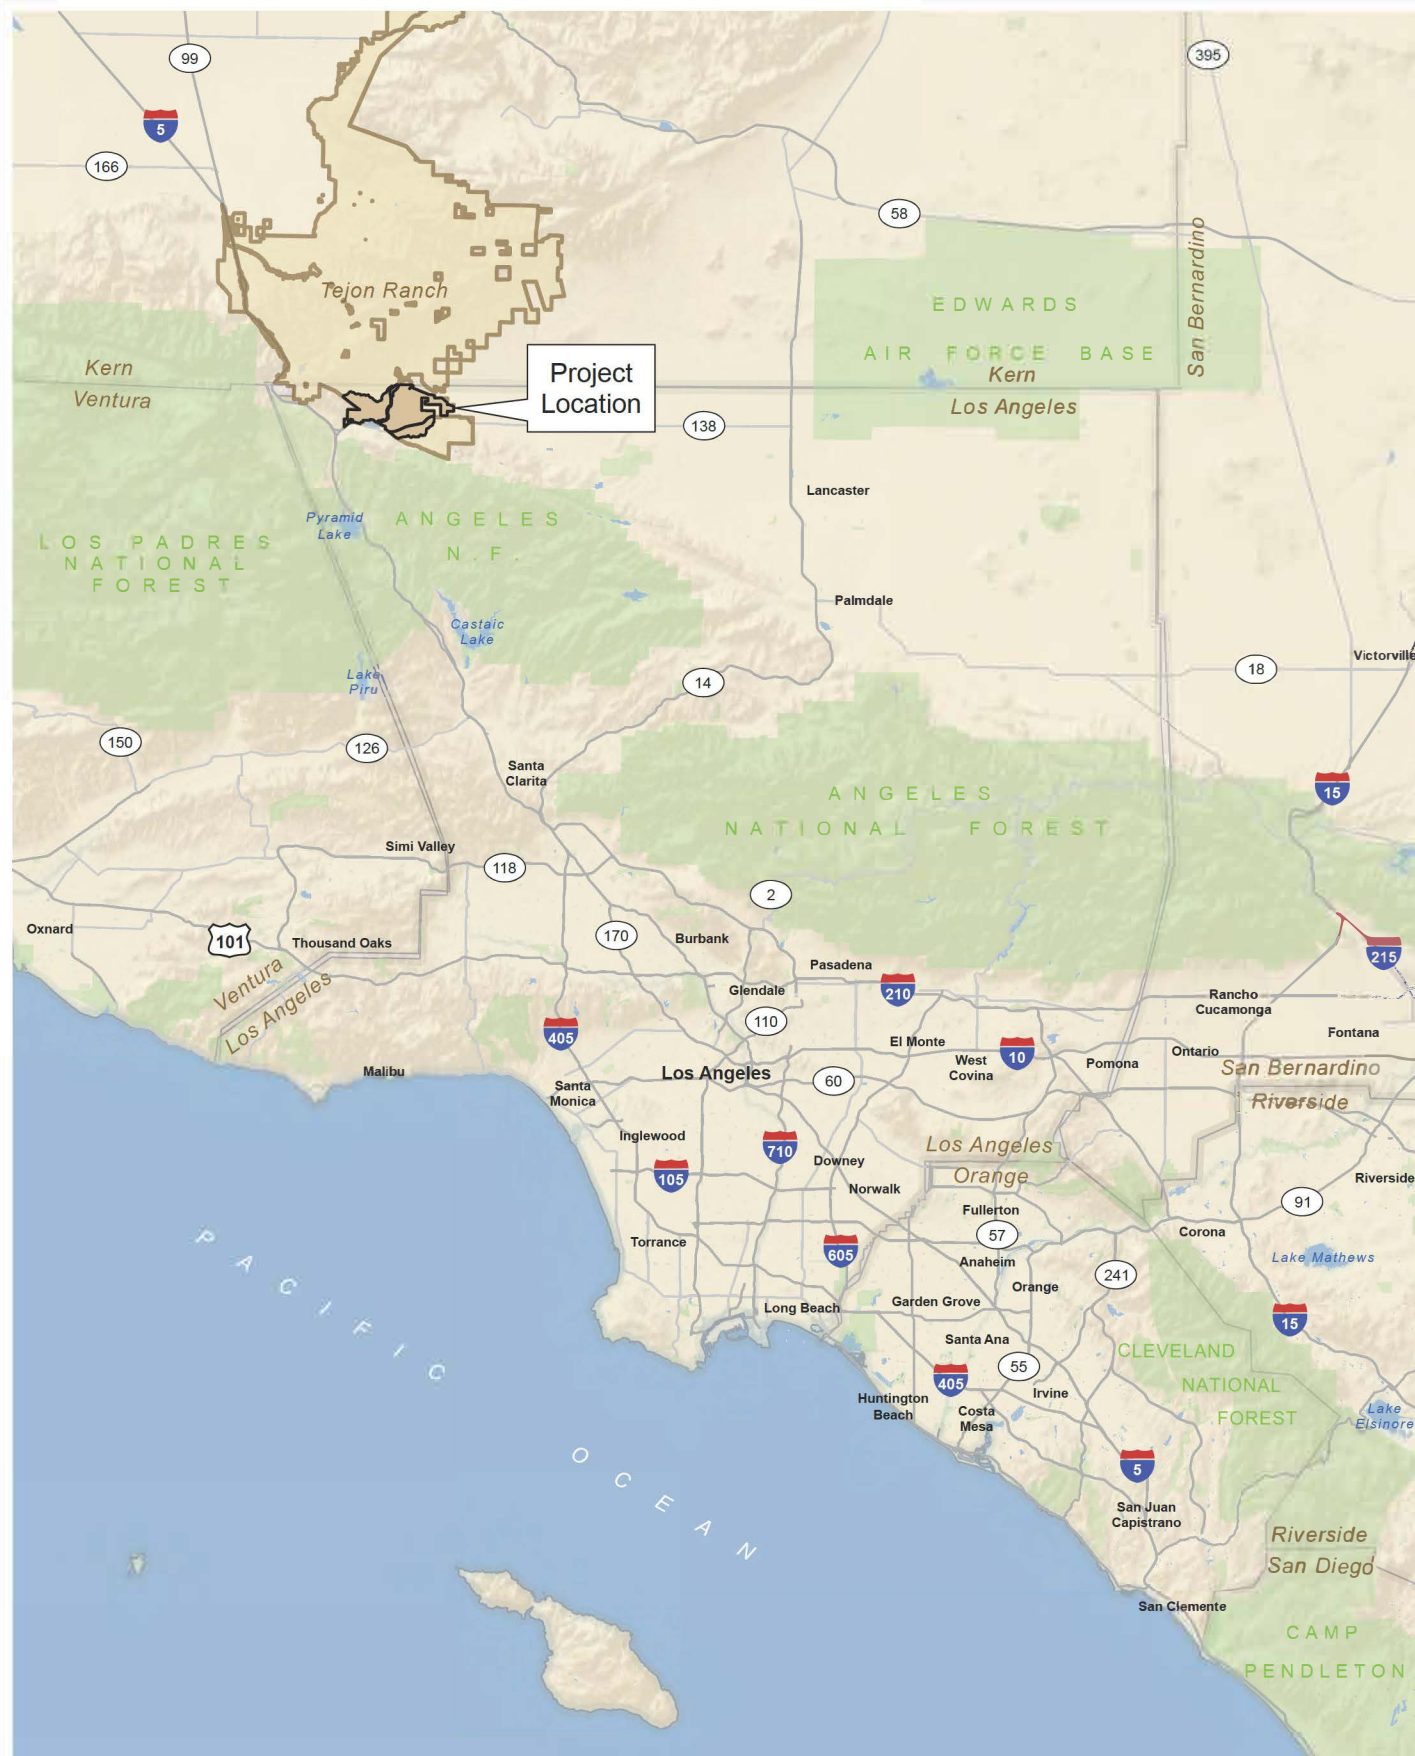 99
395
5
166
58
San Bernardino
Tejon Ranch
EDWARDS
AIR FORCE BASE
Kern
Ventura
Project
Location
Kern
Los Angeles
138
Lancaster
Pyramid
Lake
ANGELES
N.F.
LOS PADRES
NATIONAL
FOREST
Palmdale
Castaic
Lake
Victorville
18
Lake
Piru
14
150
126
Santa
Clarita
15
ANGELES
NATIONAL FOREST
Simi Valley
118
2
Oxnard
101
Thousand Oaks
170
Burbank
215
Pasadena
Ventura
Los Angeles
Glendale
210
Rancho
Cucamonga
110
405
Fontana
El Monte
10
West
Covina
Pomona
Ontario
San Bernardino
Riverside
Malibu
Los Angeles
60
Santa
Monica
Inglewood
710
Los Angeles
Orange
105
Downey
Norwalk
Riverside
91
Fullerton
57
Corona
Torrance
605
Anaheim
Lake Mathews
241
Orange
PACIFIC
Long Beach
Garden Grove
15
Santa Ana
CLEVELAND
NATIONAL
FOREST
55
405
Irvine
Huntington
Beach
Costa
Mesa
Lake
Elsinore
OCEAN
5
San Juan
Capistrano
Riverside
San Diego
San Clemente
CAMP
PENDLETON